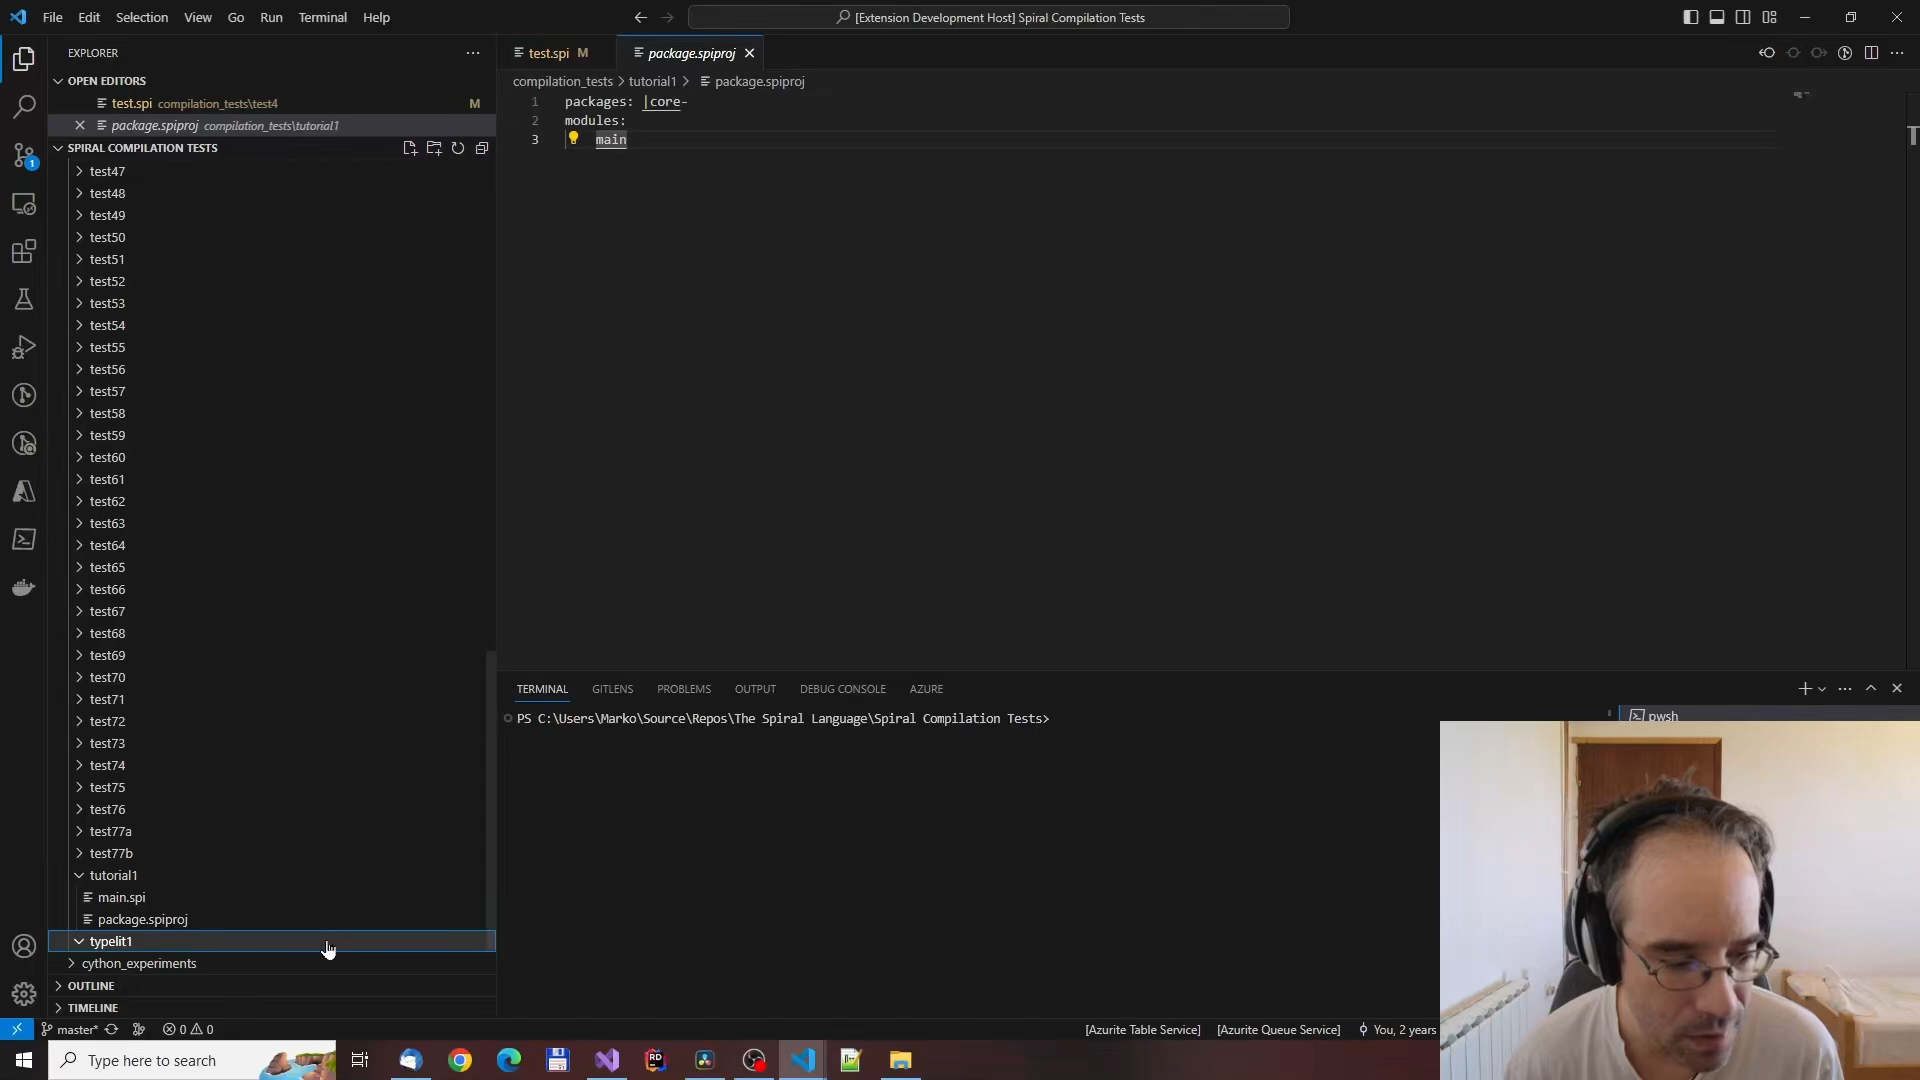 File Edit Selection View Go Run Terminal Help
[Extension Development Host] Spiral Compilation Tests
EXPLORER
OPEN EDITORS
test.spi compilation_tests\test4 M
package.spiproj compilation_tests\tutorial1
SPIRAL COMPILATION TESTS
test47
test48
test49
test50
test51
test52
test53
test54
test55
test56
test57
test58
test59
test60
test61
test62
test63
test64
test65
test66
test67
test68
test69
test70
test71
test72
test73
test74
test75
test76
test77a
test77b
tutorial1
main.spi
package.spiproj
typelit1
cython_experiments
OUTLINE
TIMELINE
test.spi M
package.spiproj
compilation_tests > tutorial1 > package.spiproj
1 packages: |core-
2 modules:
3 main
TERMINAL GITLENS PROBLEMS OUTPUT DEBUG CONSOLE AZURE
PS C:\Users\Marko\Source\Repos\The Spiral Language\Spiral Compilation Tests>
pwsh
1
master* 0 0
[Azurite Table Service] [Azurite Queue Service] You, 2 years
Type here to search